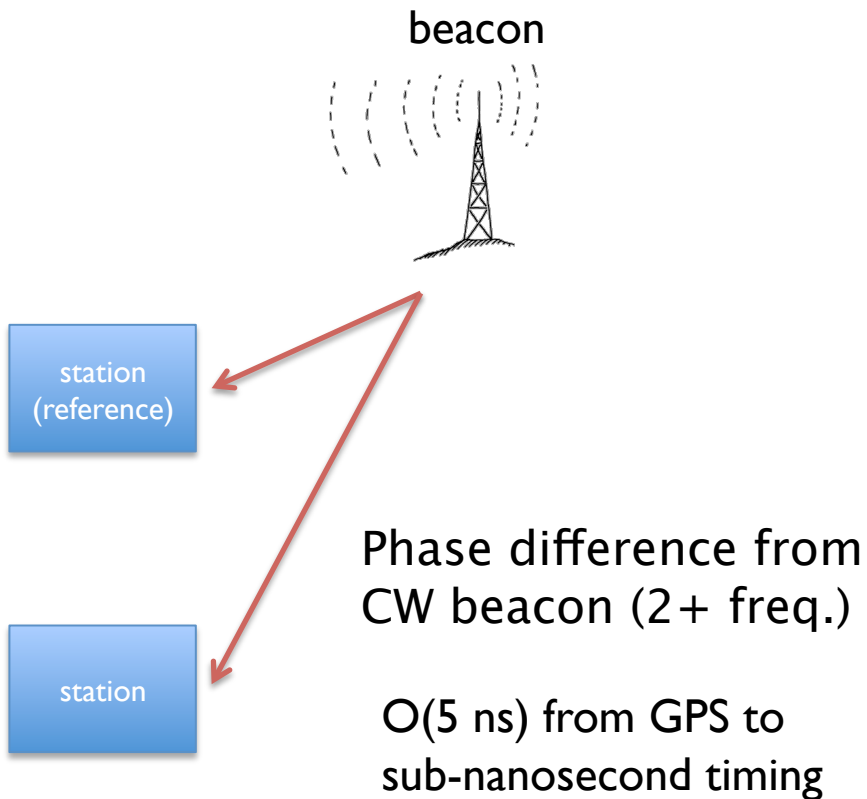 beacon
station
(reference)
station
Phase difference from
CW beacon (2+ freq.)
O(5 ns) from GPS to
sub-nanosecond timing